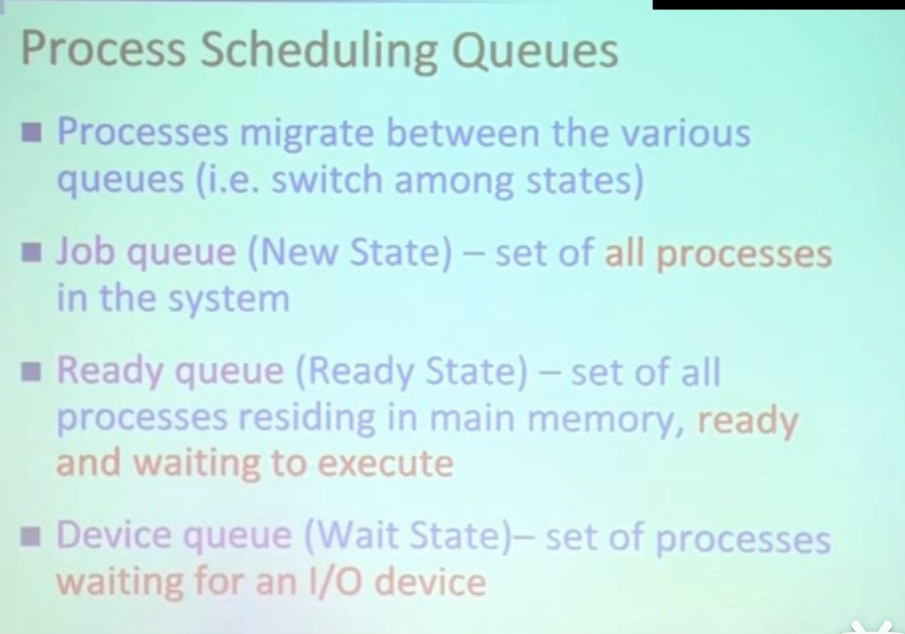 Process Scheduling Queues
■ Processes migrate between the various
queues (i.e. switch among states)
■ Job queue (New State) – set of all processes
in the system
■ Ready queue (Ready State) – set of all
processes residing in main memory, ready
and waiting to execute
■ Device queue (Wait State)– set of processes
waiting for an I/O device